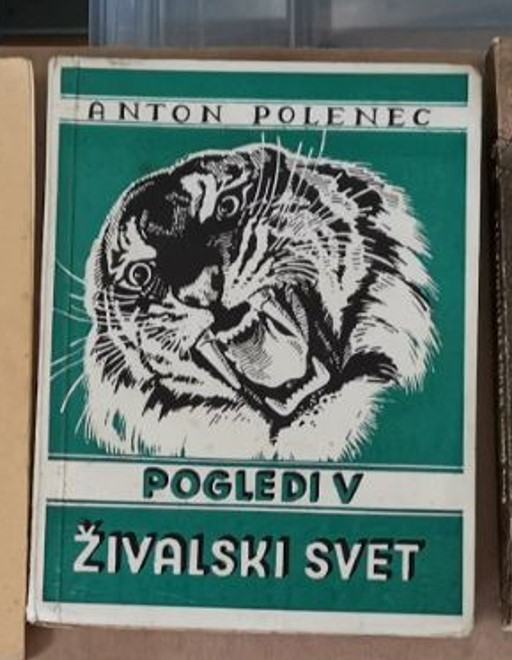 ANTON POLENEC
POGLEDI V
ŽIVALSKI SVET